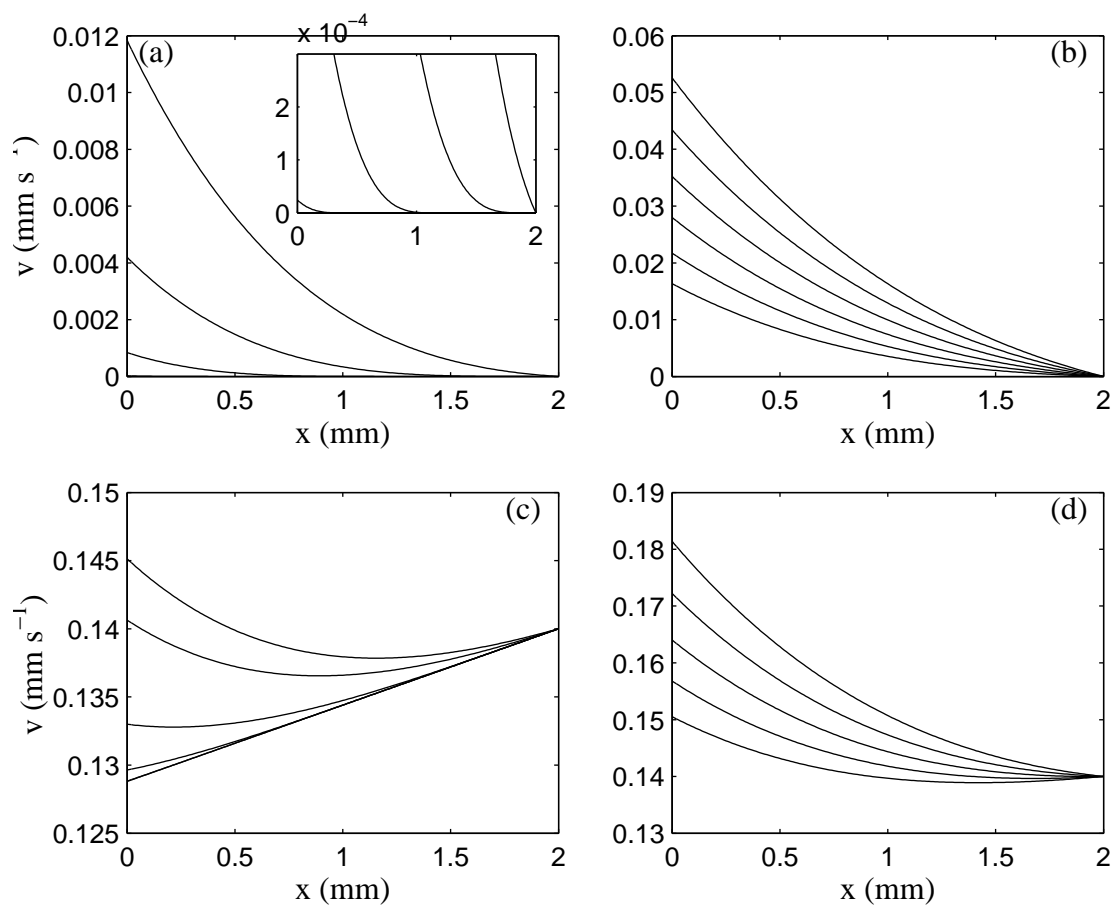 (a)
x 10−4
v (mm s
0.012
0.01
0.008
0.006
0.004
0.002
0
0 0.5 1 1.5 2
x (mm)
2
1
0
0 1 2
(b)
0.06
0.05
0.04
0.03
0.02
0.01
0
0 0.5 1 1.5 2
x (mm)
(c)
v (mm s−1)
0.15
0.145
0.14
0.135
0.13
0.125
0 0.5 1 1.5 2
x (mm)
(d)
0.19
0.18
0.17
0.16
0.15
0.14
0.13
0 0.5 1 1.5 2
x (mm)